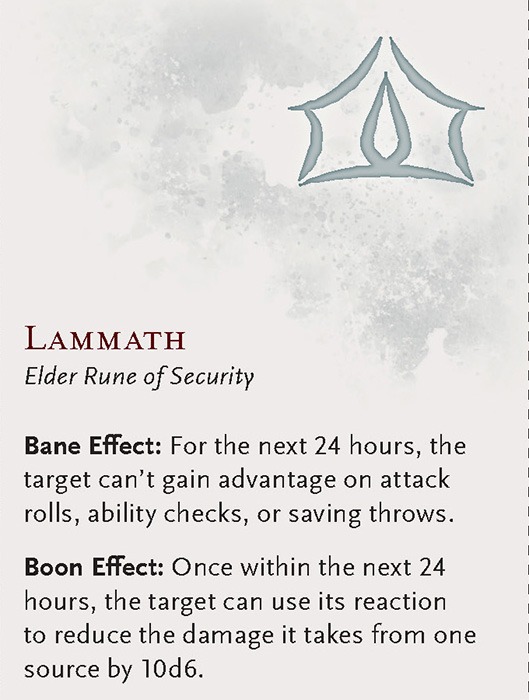 Lammath
Elder Rune of Security
Bane Effect: For the next 24 hours, the
target can’t gain advantage on attack
rolls, ability checks, or saving throws.
Boon Effect: Once within the next 24
hours, the target can use its reaction
to reduce the damage it takes from one
source by 10d6.